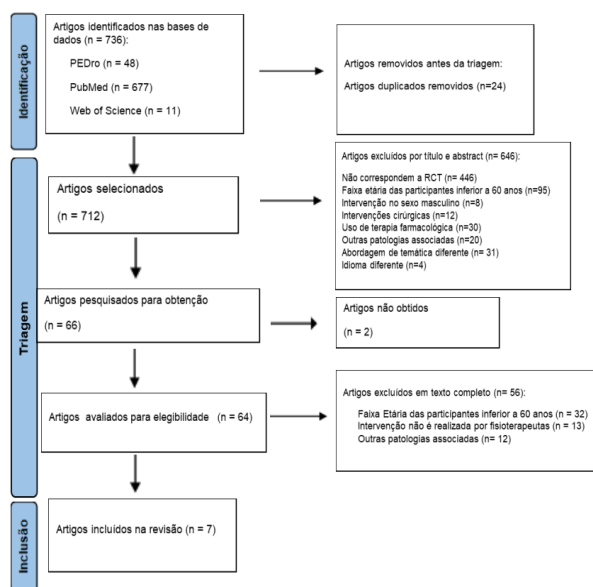 Identificação
Artigos identificados nas bases de
dados (n = 736):
PEDro (n = 48)
PubMed (n = 677)
Web of Science (n = 11)
Artigos removidos antes da triagem:
Artigos duplicados removidos (n=24)
Triagem
Artigos selecionados
(n = 712)
Artigos excluídos por título e abstract (n= 646):
Não correspondem a RCT (n= 446)
Faixa etária das participantes inferior a 60 anos (n=95)
Intervenção no sexo masculino (n=8)
Intervenções cirúrgicas (n=12)
Uso de terapia farmacológica (n=30)
Outras patologias associadas (n=20)
Abordagem de temática diferente (n= 31)
Idioma diferente (n=4)
Artigos pesquisados para obtenção
(n = 66)
Artigos não obtidos
(n = 2)
Artigos avaliados para elegibilidade (n = 64)
Artigos excluídos em texto completo (n= 56):
Faixa Etária das participantes inferior a 60 anos (n = 32)
Intervenção não é realizada por fisioterapeutas (n = 13)
Outras patologias associadas (n= 12)
Inclusão
Artigos incluídos na revisão (n = 7)